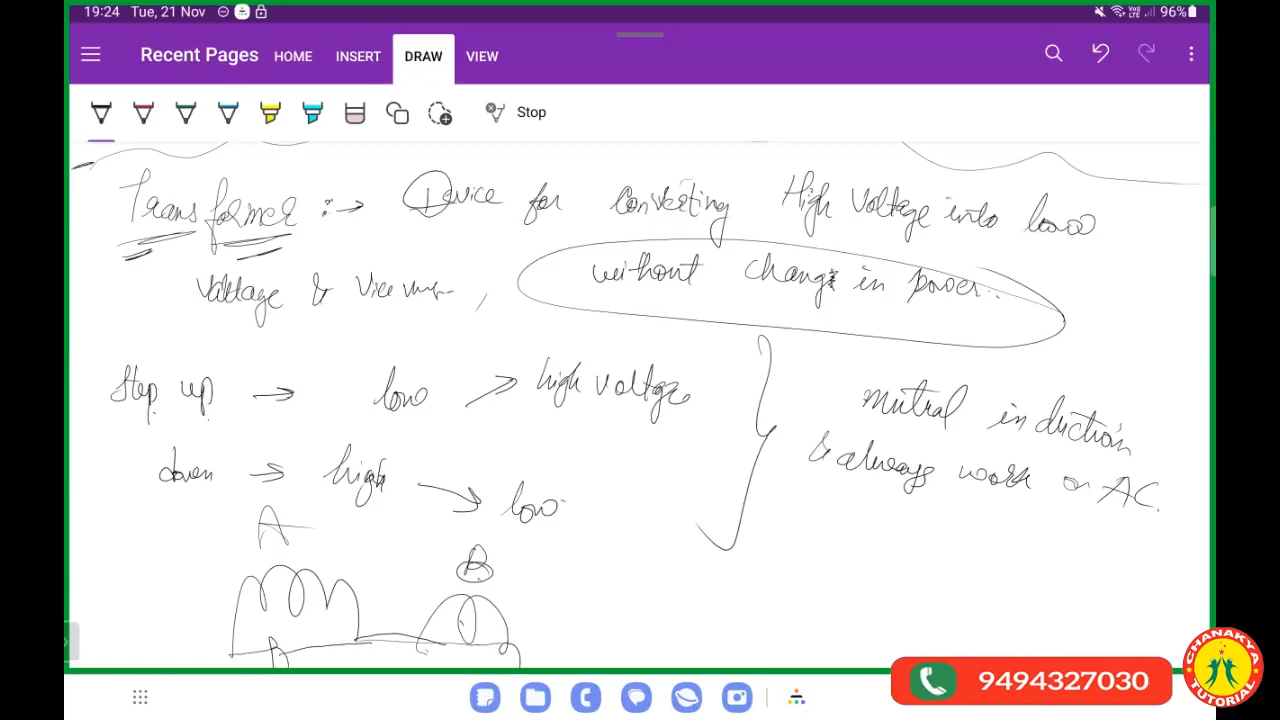 19:24 Tue, 21 Nov 96%
Recent Pages HOME INSERT DRAW VIEW
Stop
Transformer :→ Device for Converting High Voltage into low
Voltage & Vice versa, without change in power.
Step up → low → high voltage
down → high → low
mutral induction
& always work on AC.
A
B
9494327030
CHANAKYA TUTORIAL